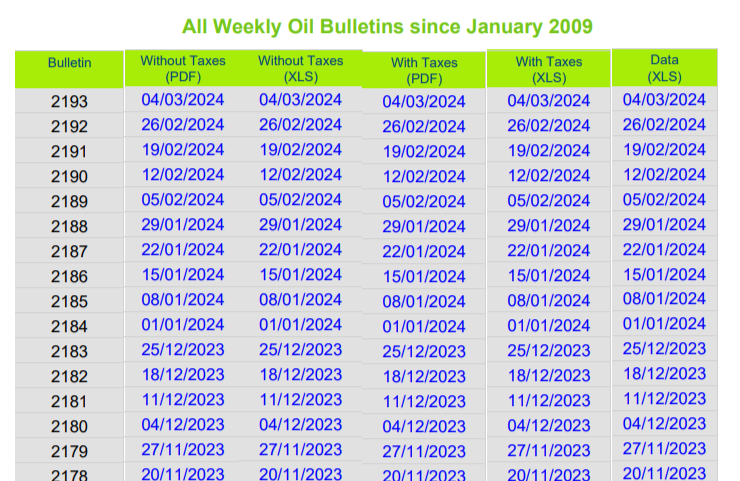 All Weekly Oil Bulletins since January 2009
Bulletin Without Taxes (PDF) Without Taxes (XLS) With Taxes (PDF) With Taxes (XLS) Data (XLS)
2193 04/03/2024 04/03/2024 04/03/2024 04/03/2024 04/03/2024
2192 26/02/2024 26/02/2024 26/02/2024 26/02/2024 26/02/2024
2191 19/02/2024 19/02/2024 19/02/2024 19/02/2024 19/02/2024
2190 12/02/2024 12/02/2024 12/02/2024 12/02/2024 12/02/2024
2189 05/02/2024 05/02/2024 05/02/2024 05/02/2024 05/02/2024
2188 29/01/2024 29/01/2024 29/01/2024 29/01/2024 29/01/2024
2187 22/01/2024 22/01/2024 22/01/2024 22/01/2024 22/01/2024
2186 15/01/2024 15/01/2024 15/01/2024 15/01/2024 15/01/2024
2185 08/01/2024 08/01/2024 08/01/2024 08/01/2024 08/01/2024
2184 01/01/2024 01/01/2024 01/01/2024 01/01/2024 01/01/2024
2183 25/12/2023 25/12/2023 25/12/2023 25/12/2023 25/12/2023
2182 18/12/2023 18/12/2023 18/12/2023 18/12/2023 18/12/2023
2181 11/12/2023 11/12/2023 11/12/2023 11/12/2023 11/12/2023
2180 04/12/2023 04/12/2023 04/12/2023 04/12/2023 04/12/2023
2179 27/11/2023 27/11/2023 27/11/2023 27/11/2023 27/11/2023
2178 20/11/2023 20/11/2023 20/11/2023 20/11/2023 20/11/2023